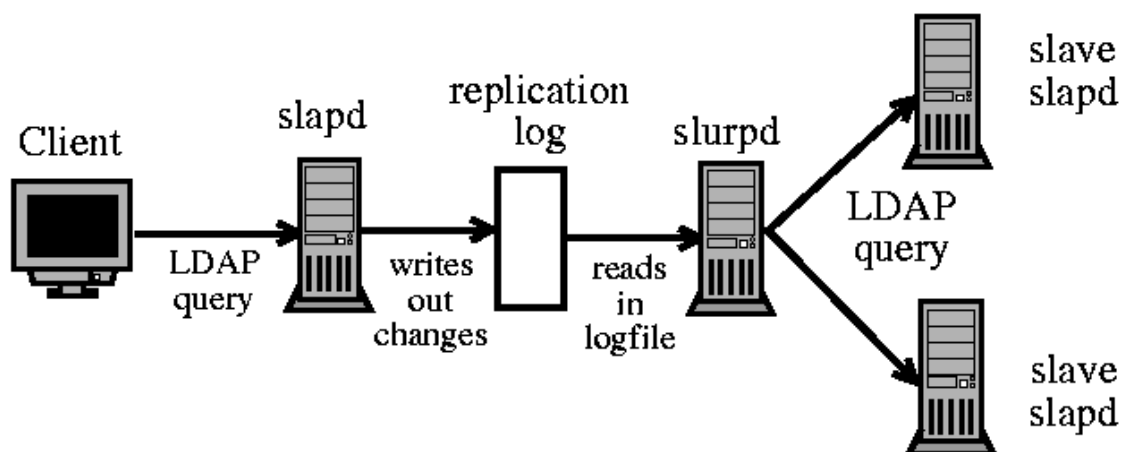 Client
LDAP
query
slapd
writes
out
changes
replication
log
reads
in
logfile
slurpd
LDAP
query
slave
slapd
slave
slapd